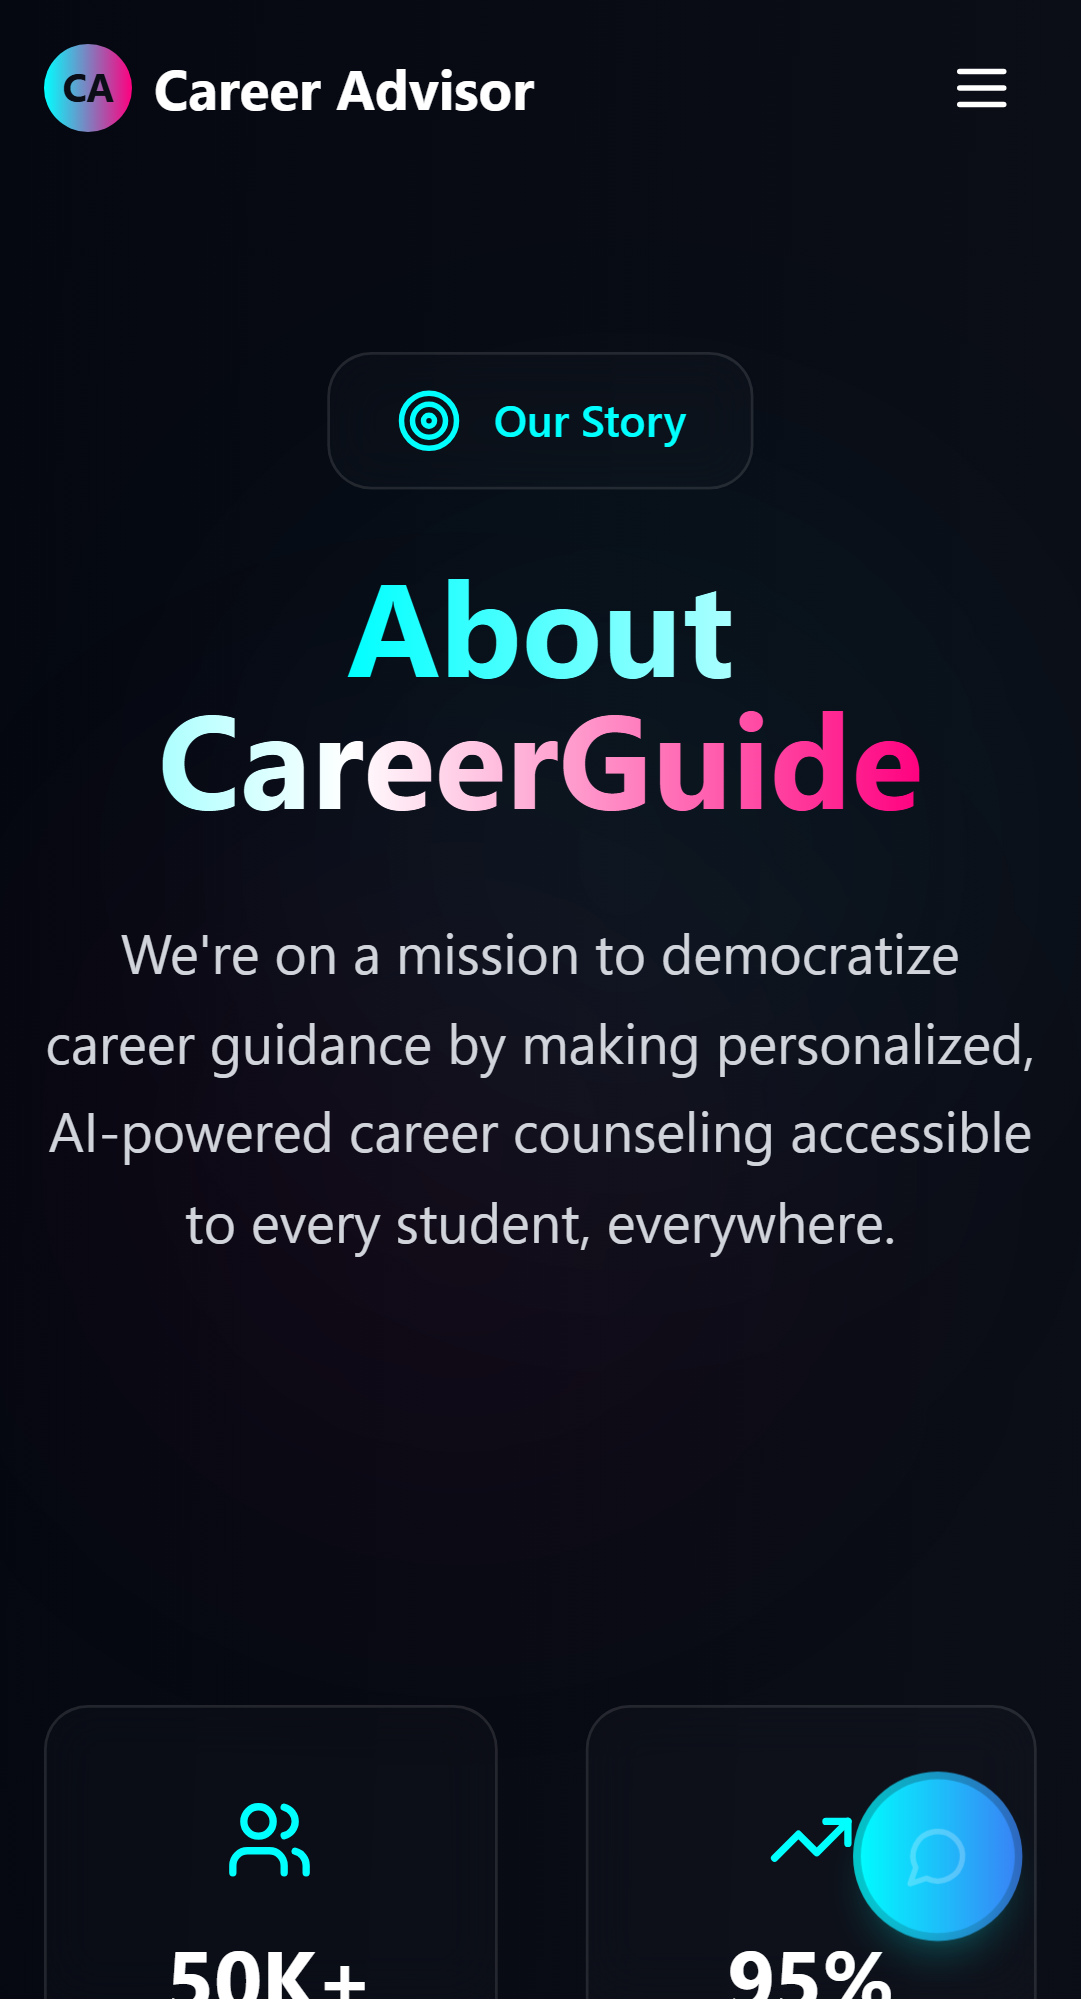 CA Career Advisor
Our Story
About
CareerGuide
We're on a mission to democratize
career guidance by making personalized,
AI-powered career counseling accessible
to every student, everywhere.
50K+ 95%